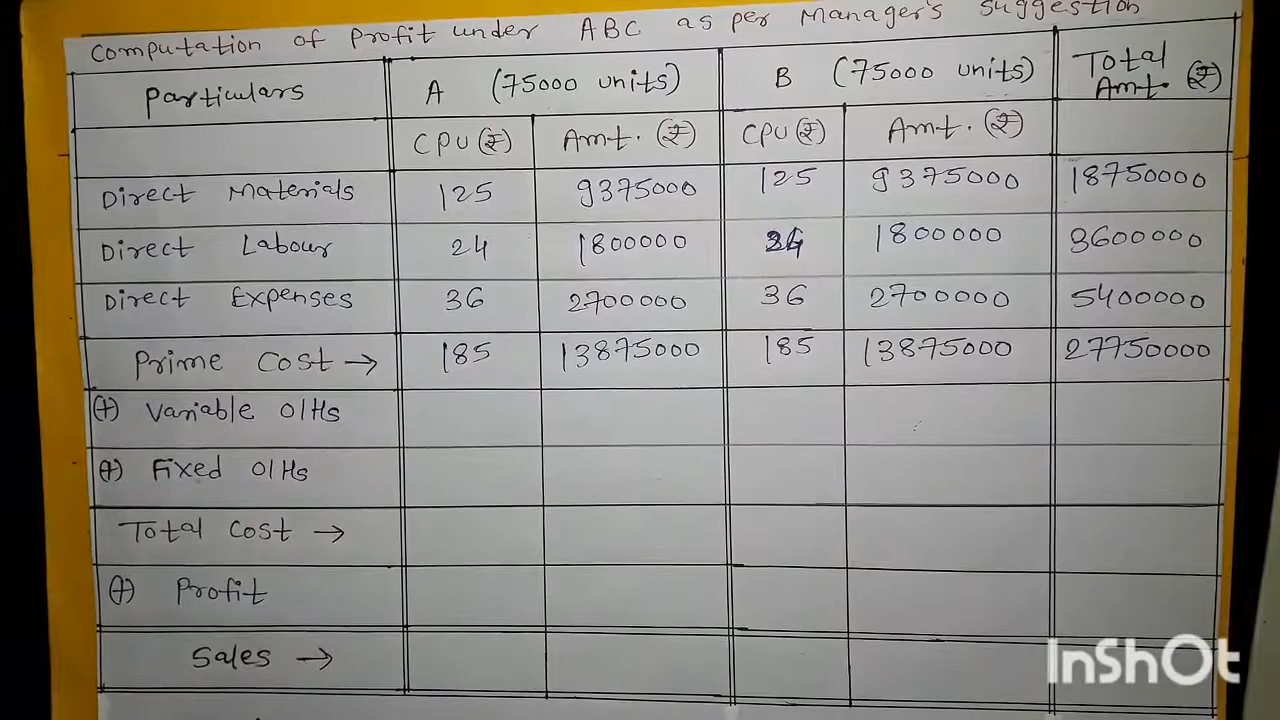 Computation of Profit under ABC as per Manager's suggestion
Particulars A (75000 units) B (75000 units) Total Amt. (₹)
CPU (₹) Amt. (₹) CPU (₹) Amt. (₹)
Direct Materials 125 9375000 125 9375000 18750000
Direct Labour 24 1800000 24 1800000 3600000
Direct Expenses 36 2700000 36 2700000 5400000
Prime Cost → 185 13875000 185 13875000 27750000
(+) Variable O/Hs
(+) Fixed O/Hs
Total Cost →
(+) Profit
Sales →
InShOt